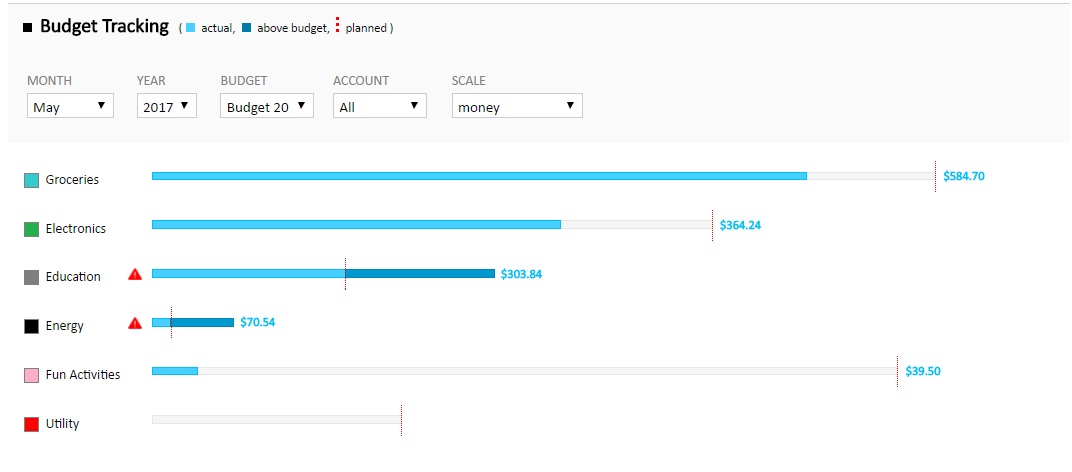 Budget Tracking ( actual, above budget, planned )
MONTH YEAR BUDGET ACCOUNT SCALE
May 2017 Budget 20 All money
Groceries $584.70
Electronics $364.24
Education $303.84
Energy $70.54
Fun Activities $39.50
Utility